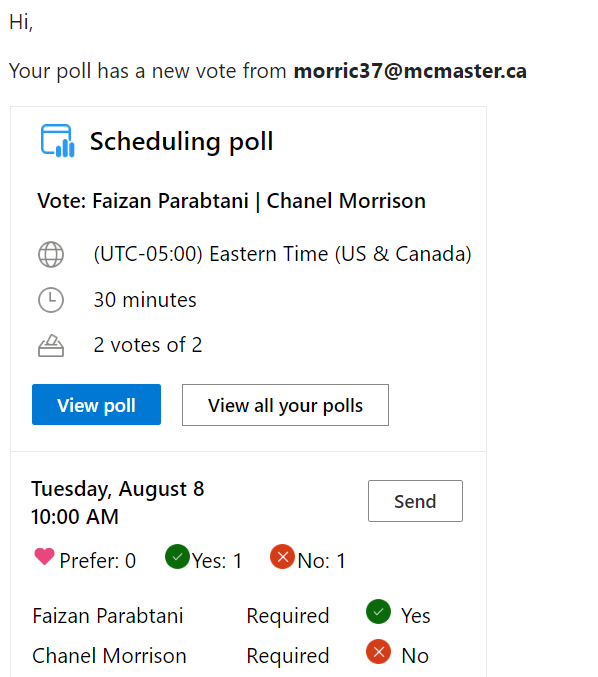 Hi,
Your poll has a new vote from morric37@mcmaster.ca
Scheduling poll
Vote: Faizan Parabtani | Chanel Morrison
(UTC-05:00) Eastern Time (US & Canada)
30 minutes
2 votes of 2
View poll View all your polls
Tuesday, August 8
10:00 AM
Send
Prefer: 0 Yes: 1 No: 1
Faizan Parabtani Required Yes
Chanel Morrison Required No